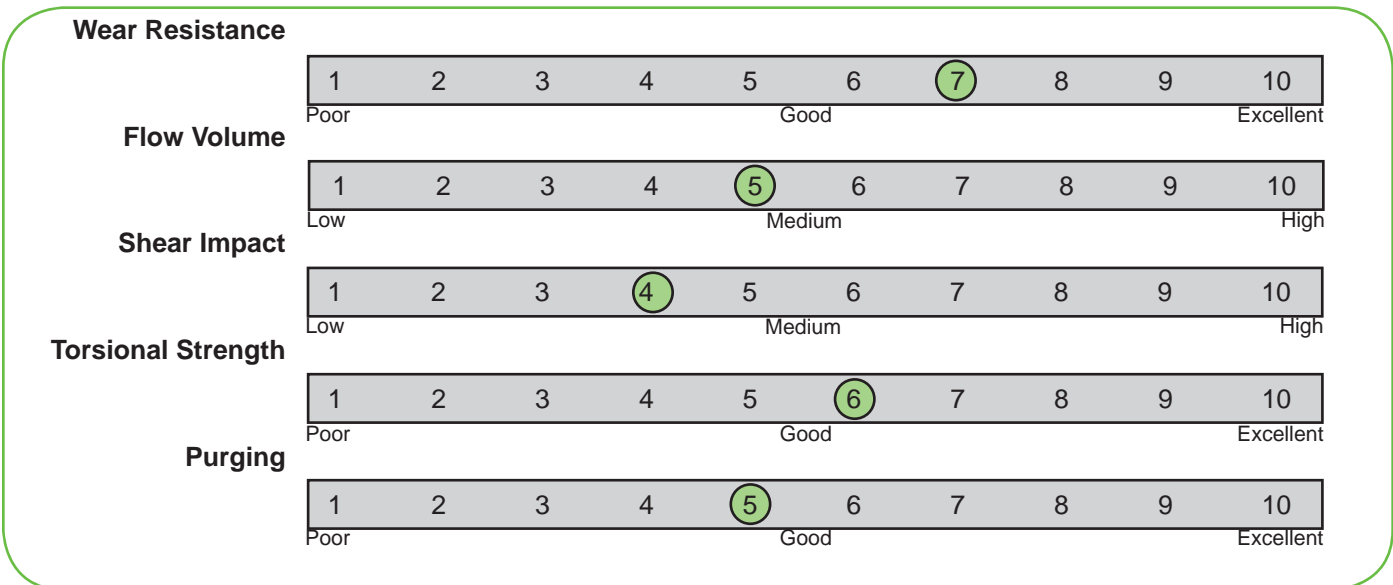 Wear Resistance
1 2 3 4 5 6 7 8 9 10
Poor Good Excellent
Flow Volume
1 2 3 4 5 6 7 8 9 10
Low Medium High
Shear Impact
1 2 3 4 5 6 7 8 9 10
Low Medium High
Torsional Strength
1 2 3 4 5 6 7 8 9 10
Poor Good Excellent
Purging
1 2 3 4 5 6 7 8 9 10
Poor Good Excellent